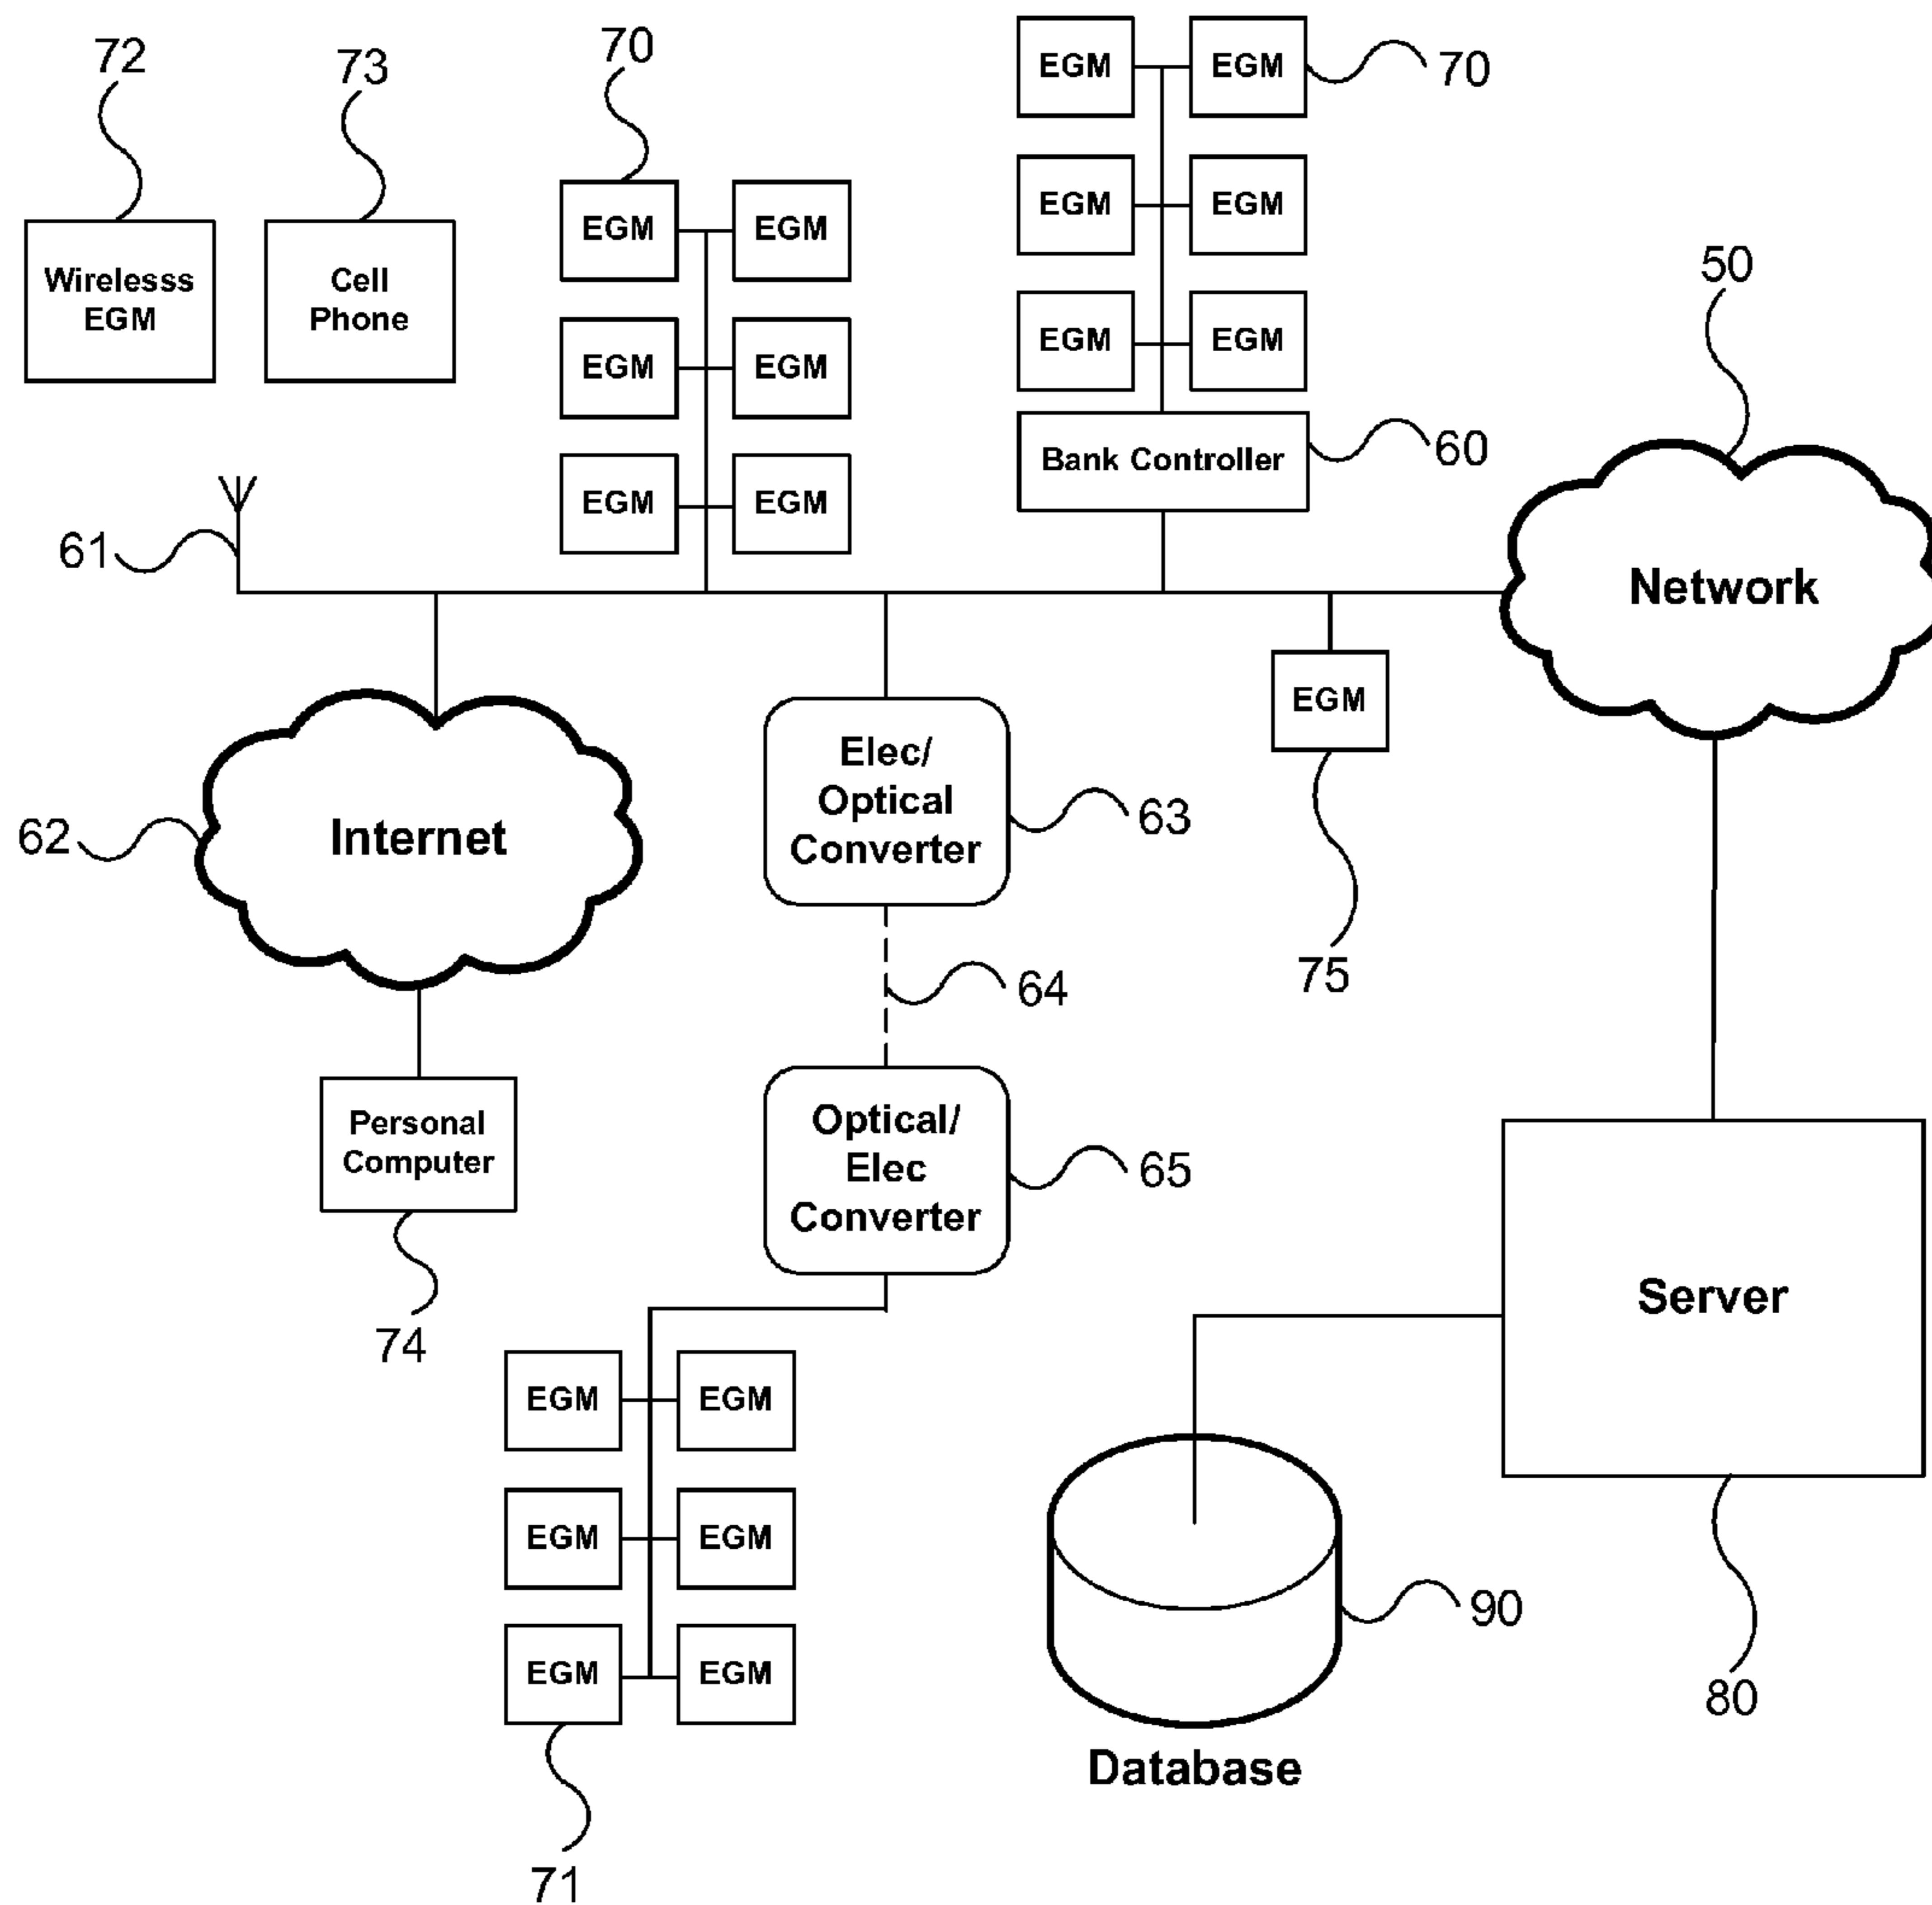 72
73
70
EGM
EGM
70
Wirelesss
EGM
Cell
Phone
EGM
EGM
EGM
EGM
50
EGM
EGM
EGM
EGM
60
Bank Controller
EGM
EGM
61
Network
EGM
75
Elec/
Optical
Converter
63
62
Internet
64
Personal
Computer
Optical/
Elec
Converter
65
74
Server
EGM
EGM
EGM
EGM
EGM
EGM
90
80
Database
71